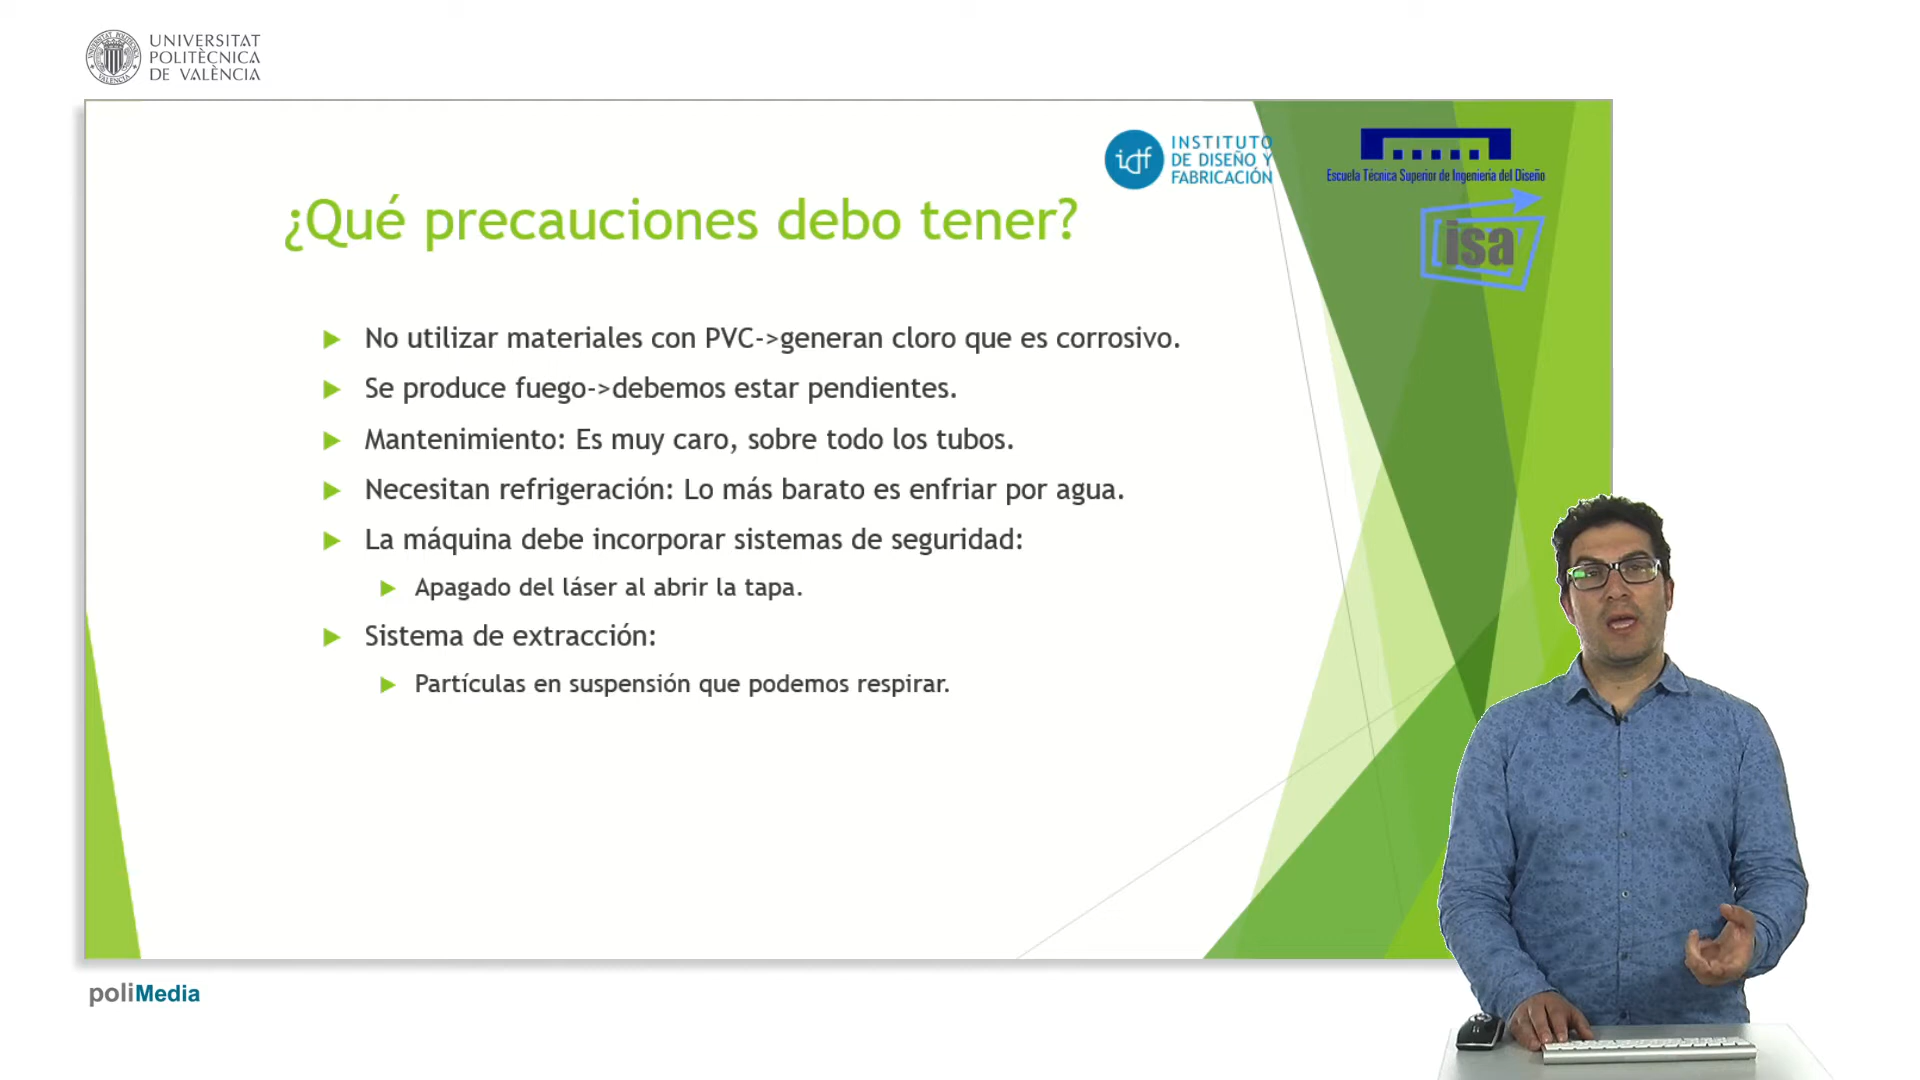 UNIVERSITAT
POLITÈCNICA
DE VALÈNCIA
idf
INSTITUTO
DE DISEÑO Y
FABRICACIÓN
Escuela Técnica Superior de Ingeniería del Diseño
isa
¿Qué precauciones debo tener?
No utilizar materiales con PVC->generan cloro que es corrosivo.
Se produce fuego->debemos estar pendientes.
Mantenimiento: Es muy caro, sobre todo los tubos.
Necesitan refrigeración: Lo más barato es enfriar por agua.
La máquina debe incorporar sistemas de seguridad:
Apagado del láser al abrir la tapa.
Sistema de extracción:
Partículas en suspensión que podemos respirar.
poliMedia